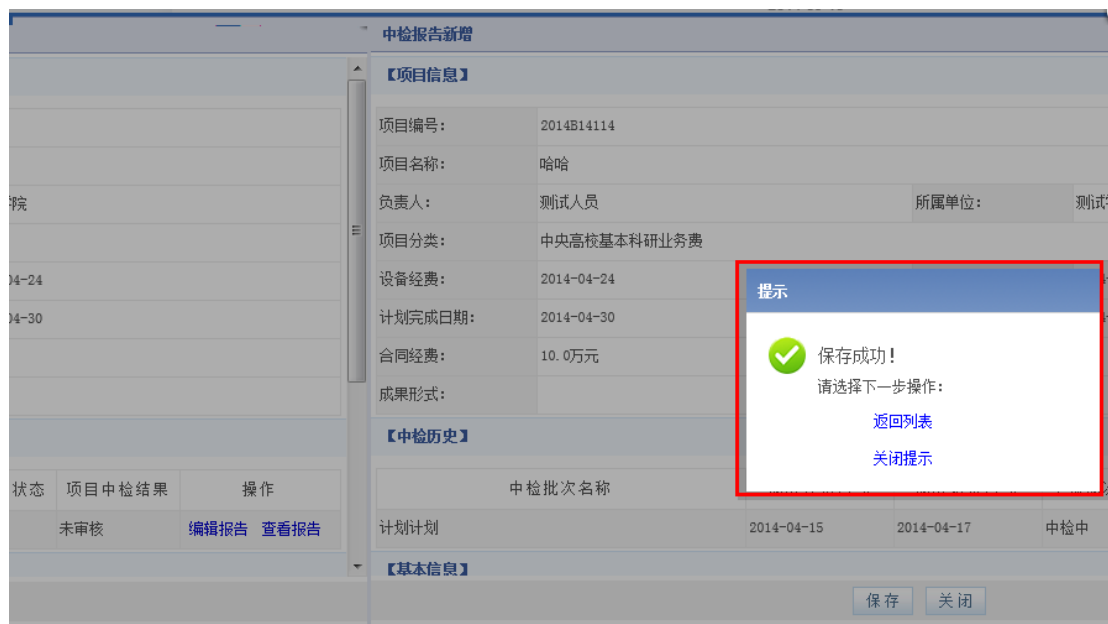 中检报告新增
【项目信息】
项目编号： 2014B14114
项目名称： 哈哈
负责人： 测试人员 所属单位： 测试
项目分类： 中央高校基本科研业务费
设备经费： 2014-04-24
计划完成日期： 2014-04-30
合同经费： 10.0万元
成果形式：
【中检历史】
中检批次名称
计划计划 2014-04-15 2014-04-17 中检中
【基本信息】
保存 关闭
院
04-24
04-30
状态 项目中检结果 操作
未审核 编辑报告 查看报告
提示
保存成功！
请选择下一步操作：
返回列表
关闭提示